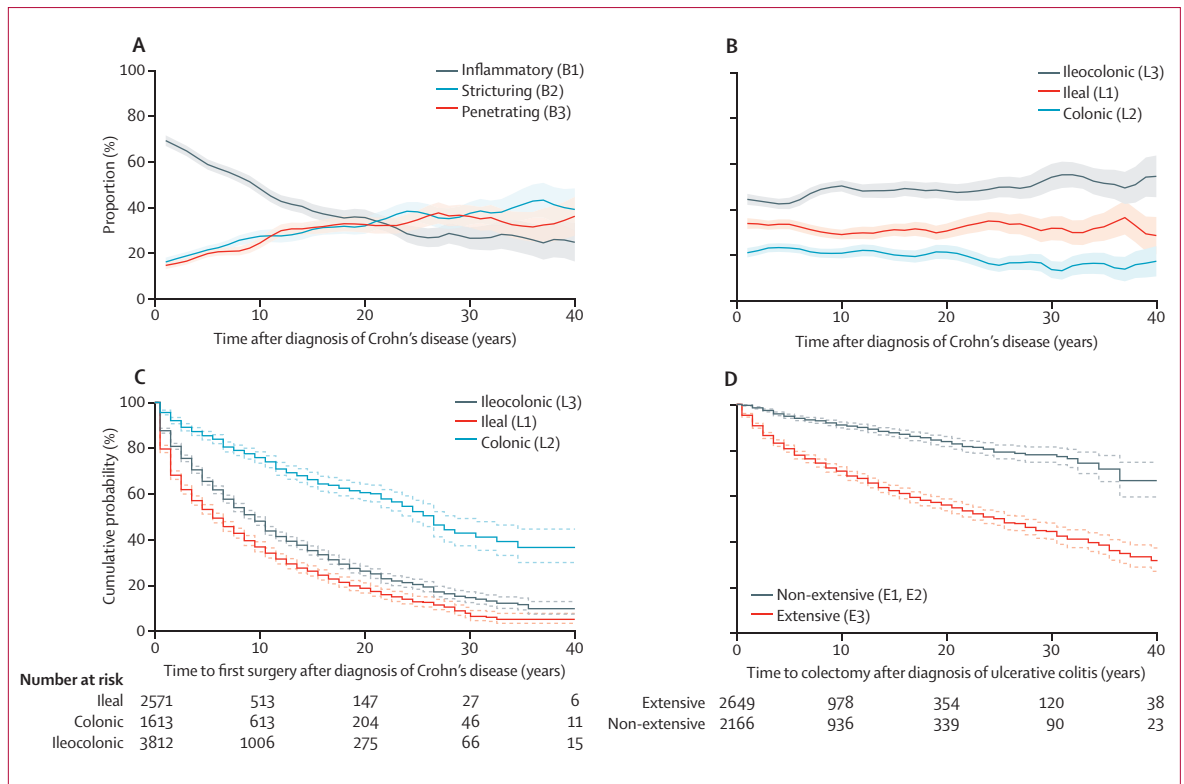 A
100
80
60
40
20
0
Proportion (%)
Inflammatory (B1)
Stricturing (B2)
Penetrating (B3)
0 10 20 30 40
Time after diagnosis of Crohn's disease (years)
B
Ileocolonic (L3)
Ileal (L1)
Colonic (L2)
0 10 20 30 40
Time after diagnosis of Crohn's disease (years)
C
100
80
60
40
20
0
Cumulative probability (%)
Ileocolonic (L3)
Ileal (L1)
Colonic (L2)
0 10 20 30 40
Time to first surgery after diagnosis of Crohn's disease (years)
Number at risk
Ileal 2571 513 147 27 6
Colonic 1613 613 204 46 11
Ileocolonic 3812 1006 275 66 15
D
Non-extensive (E1, E2)
Extensive (E3)
0 10 20 30 40
Time to colectomy after diagnosis of ulcerative colitis (years)
Extensive 2649 978 354 120 38
Non-extensive 2166 936 339 90 23